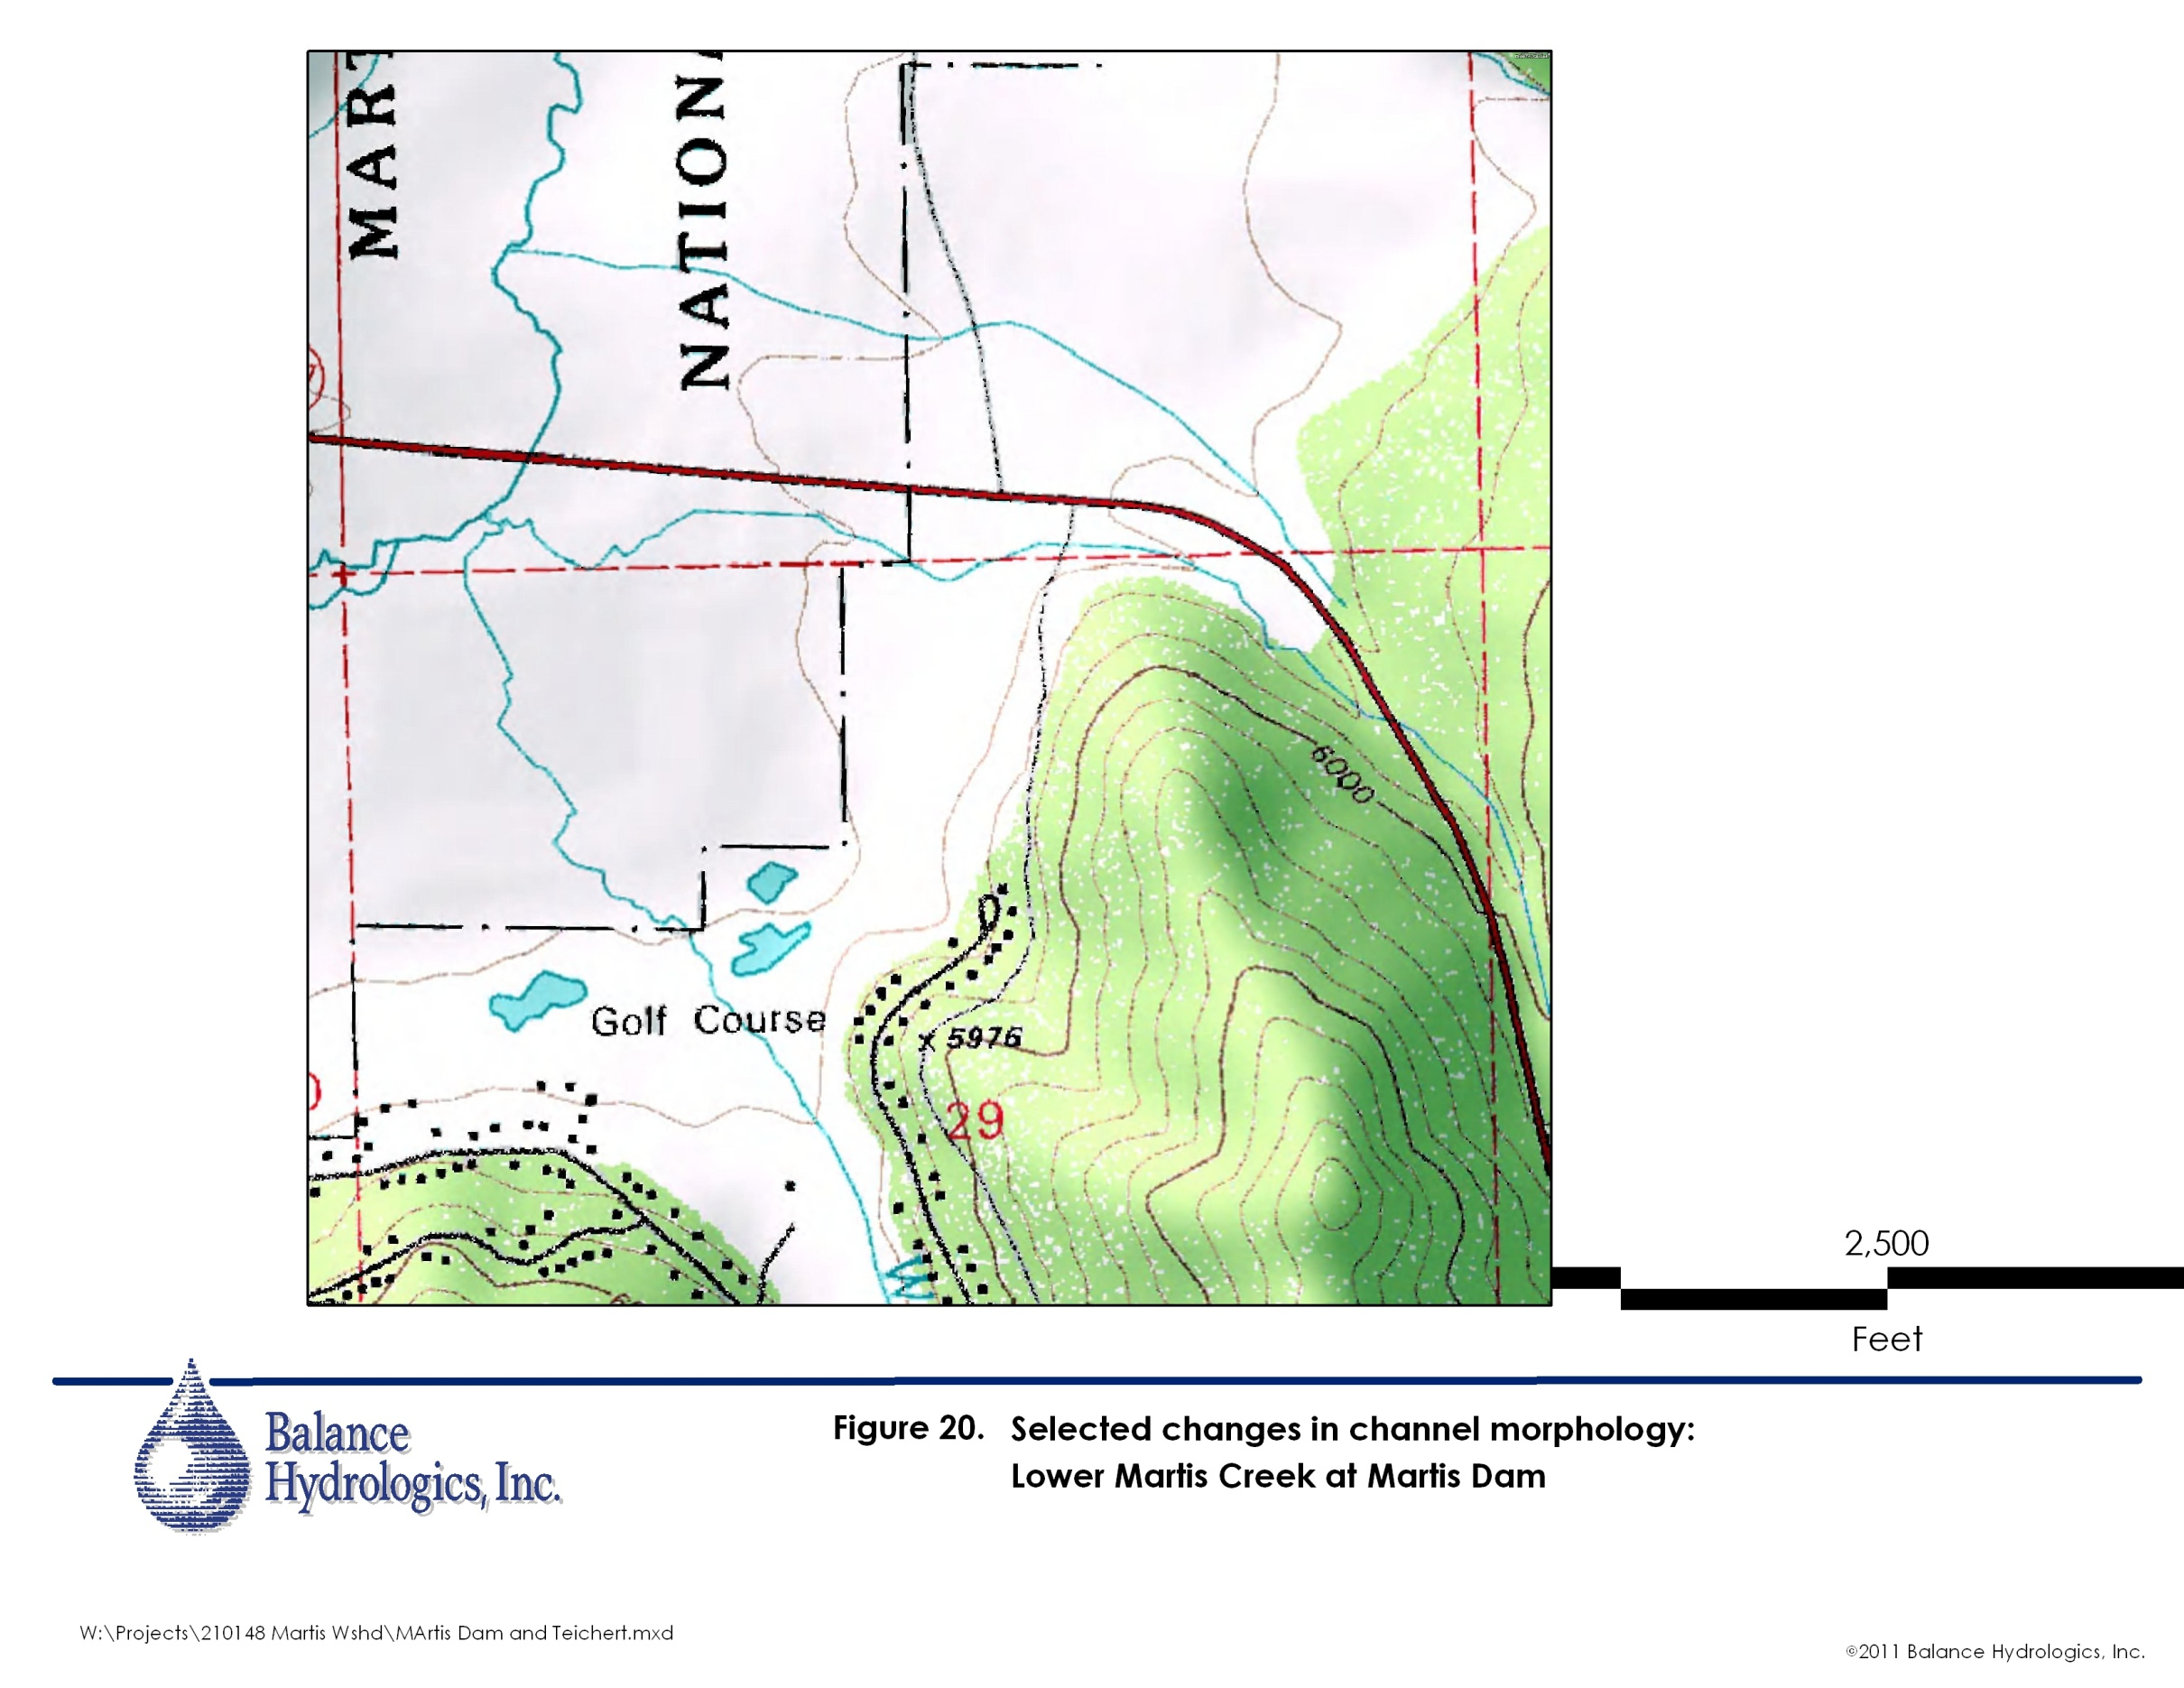 MART
NATIONA
6000
Golf Course
5976
29
2,500
Feet
Balance
Hydrologics, Inc.
Figure 20. Selected changes in channel morphology:
Lower Martis Creek at Martis Dam
W:\Projects\210148 Martis Wshd\MArtis Dam and Teichert.mxd
©2011 Balance Hydrologics, Inc.